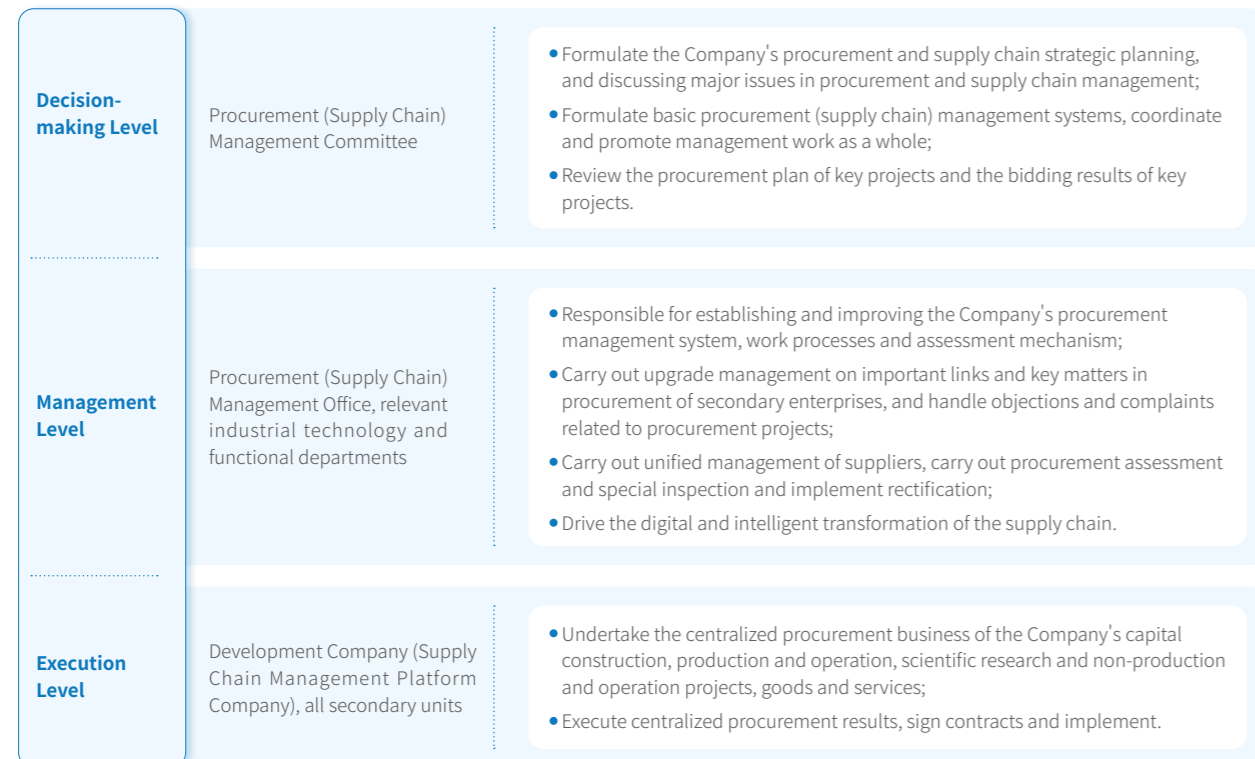 Decision-
making Level
Procurement (Supply Chain)
Management Committee
● Formulate the Company's procurement and supply chain strategic planning,
and discussing major issues in procurement and supply chain management;
● Formulate basic procurement (supply chain) management systems, coordinate
and promote management work as a whole;
● Review the procurement plan of key projects and the bidding results of key
projects.
Management
Level
Procurement (Supply Chain)
Management Office, relevant
industrial technology and
functional departments
● Responsible for establishing and improving the Company's procurement
management system, work processes and assessment mechanism;
● Carry out upgrade management on important links and key matters in
procurement of secondary enterprises, and handle objections and complaints
related to procurement projects;
● Carry out unified management of suppliers, carry out procurement assessment
and special inspection and implement rectification;
● Drive the digital and intelligent transformation of the supply chain.
Execution
Level
Development Company (Supply
Chain Management Platform
Company), all secondary units
● Undertake the centralized procurement business of the Company's capital
construction, production and operation, scientific research and non-production
and operation projects, goods and services;
● Execute centralized procurement results, sign contracts and implement.